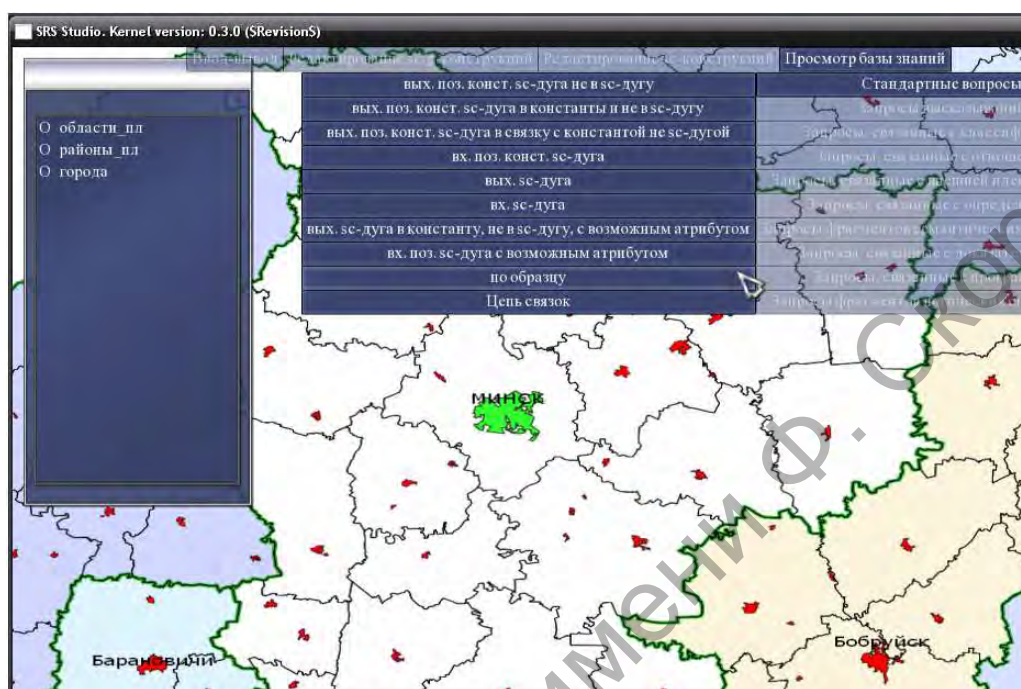 SRS Studio. Kernel version: 0.3.0 ($Revision$)
Просмотр базы знаний
области_пл
районы_пл
города
вых. поз. конст. sc-дуга не в sc-дугу
Стандартные вопросы
вых. поз. конст. sc-дуга в константы и не в sc-дугу
вых. поз. конст. sc-дуга в связку с константой не sc-дугой
вх. поз. конст. sc-дуга
вых. sc-дуга
вх. sc-дуга
вых. sc-дуга в константу, не в sc-дугу, с возможным атрибутом
вх. поз. sc-дуга с возможным атрибутом
по образцу
Цепь связок
МИНСК
Барановичи
Бобруйск
имени Ф. Скор